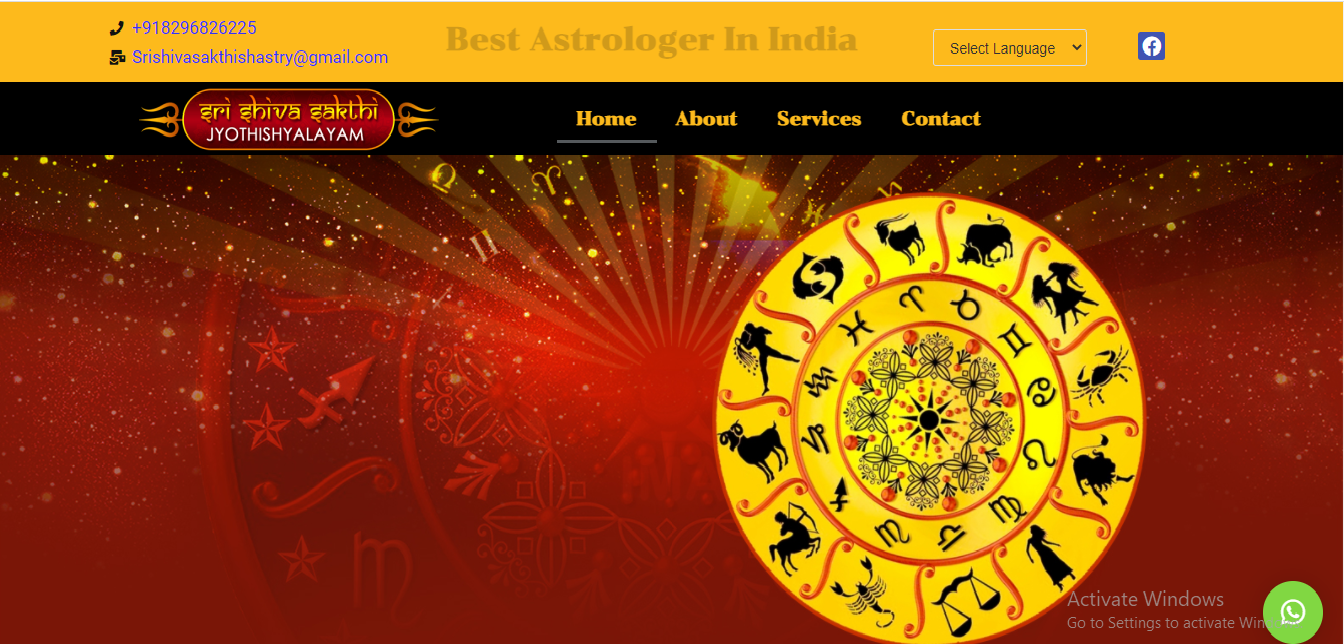 +918296826225
Srishivasakthishastry@gmail.com
Best Astrologer In India
Select Language
sri shiva sakthi
JYOTHISHYALAYAM
Home About Services Contact
Activate Windows
Go to Settings to activate Win